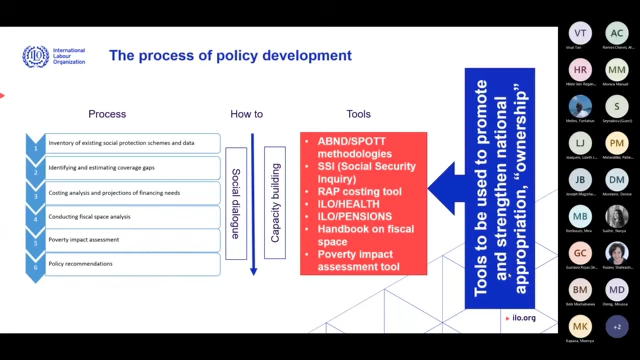 International
Labour
Organization
The process of policy development
Process
How to
Tools
1
Inventory of existing social protection schemes and data
2
Identifying and estimating coverage gaps
3
Costing analysis and projections of financing needs
4
Conducting fiscal space analysis
5
Poverty impact assessment
6
Policy recommendations
Social dialogue
Capacity building
• ABND/SPOTT
methodologies
• SSI (Social Security
Inquiry)
• RAP costing tool
• ILO/HEALTH
• ILO/PENSIONS
• Handbook on fiscal
space
• Poverty impact
assessment tool
Tools to be used to promote
and strengthen national
appropriation, "ownership"
ilo.org
VT
AC
HR
MM
S
PM
JB
DM
MB
GC
BM
MD
MK
+2